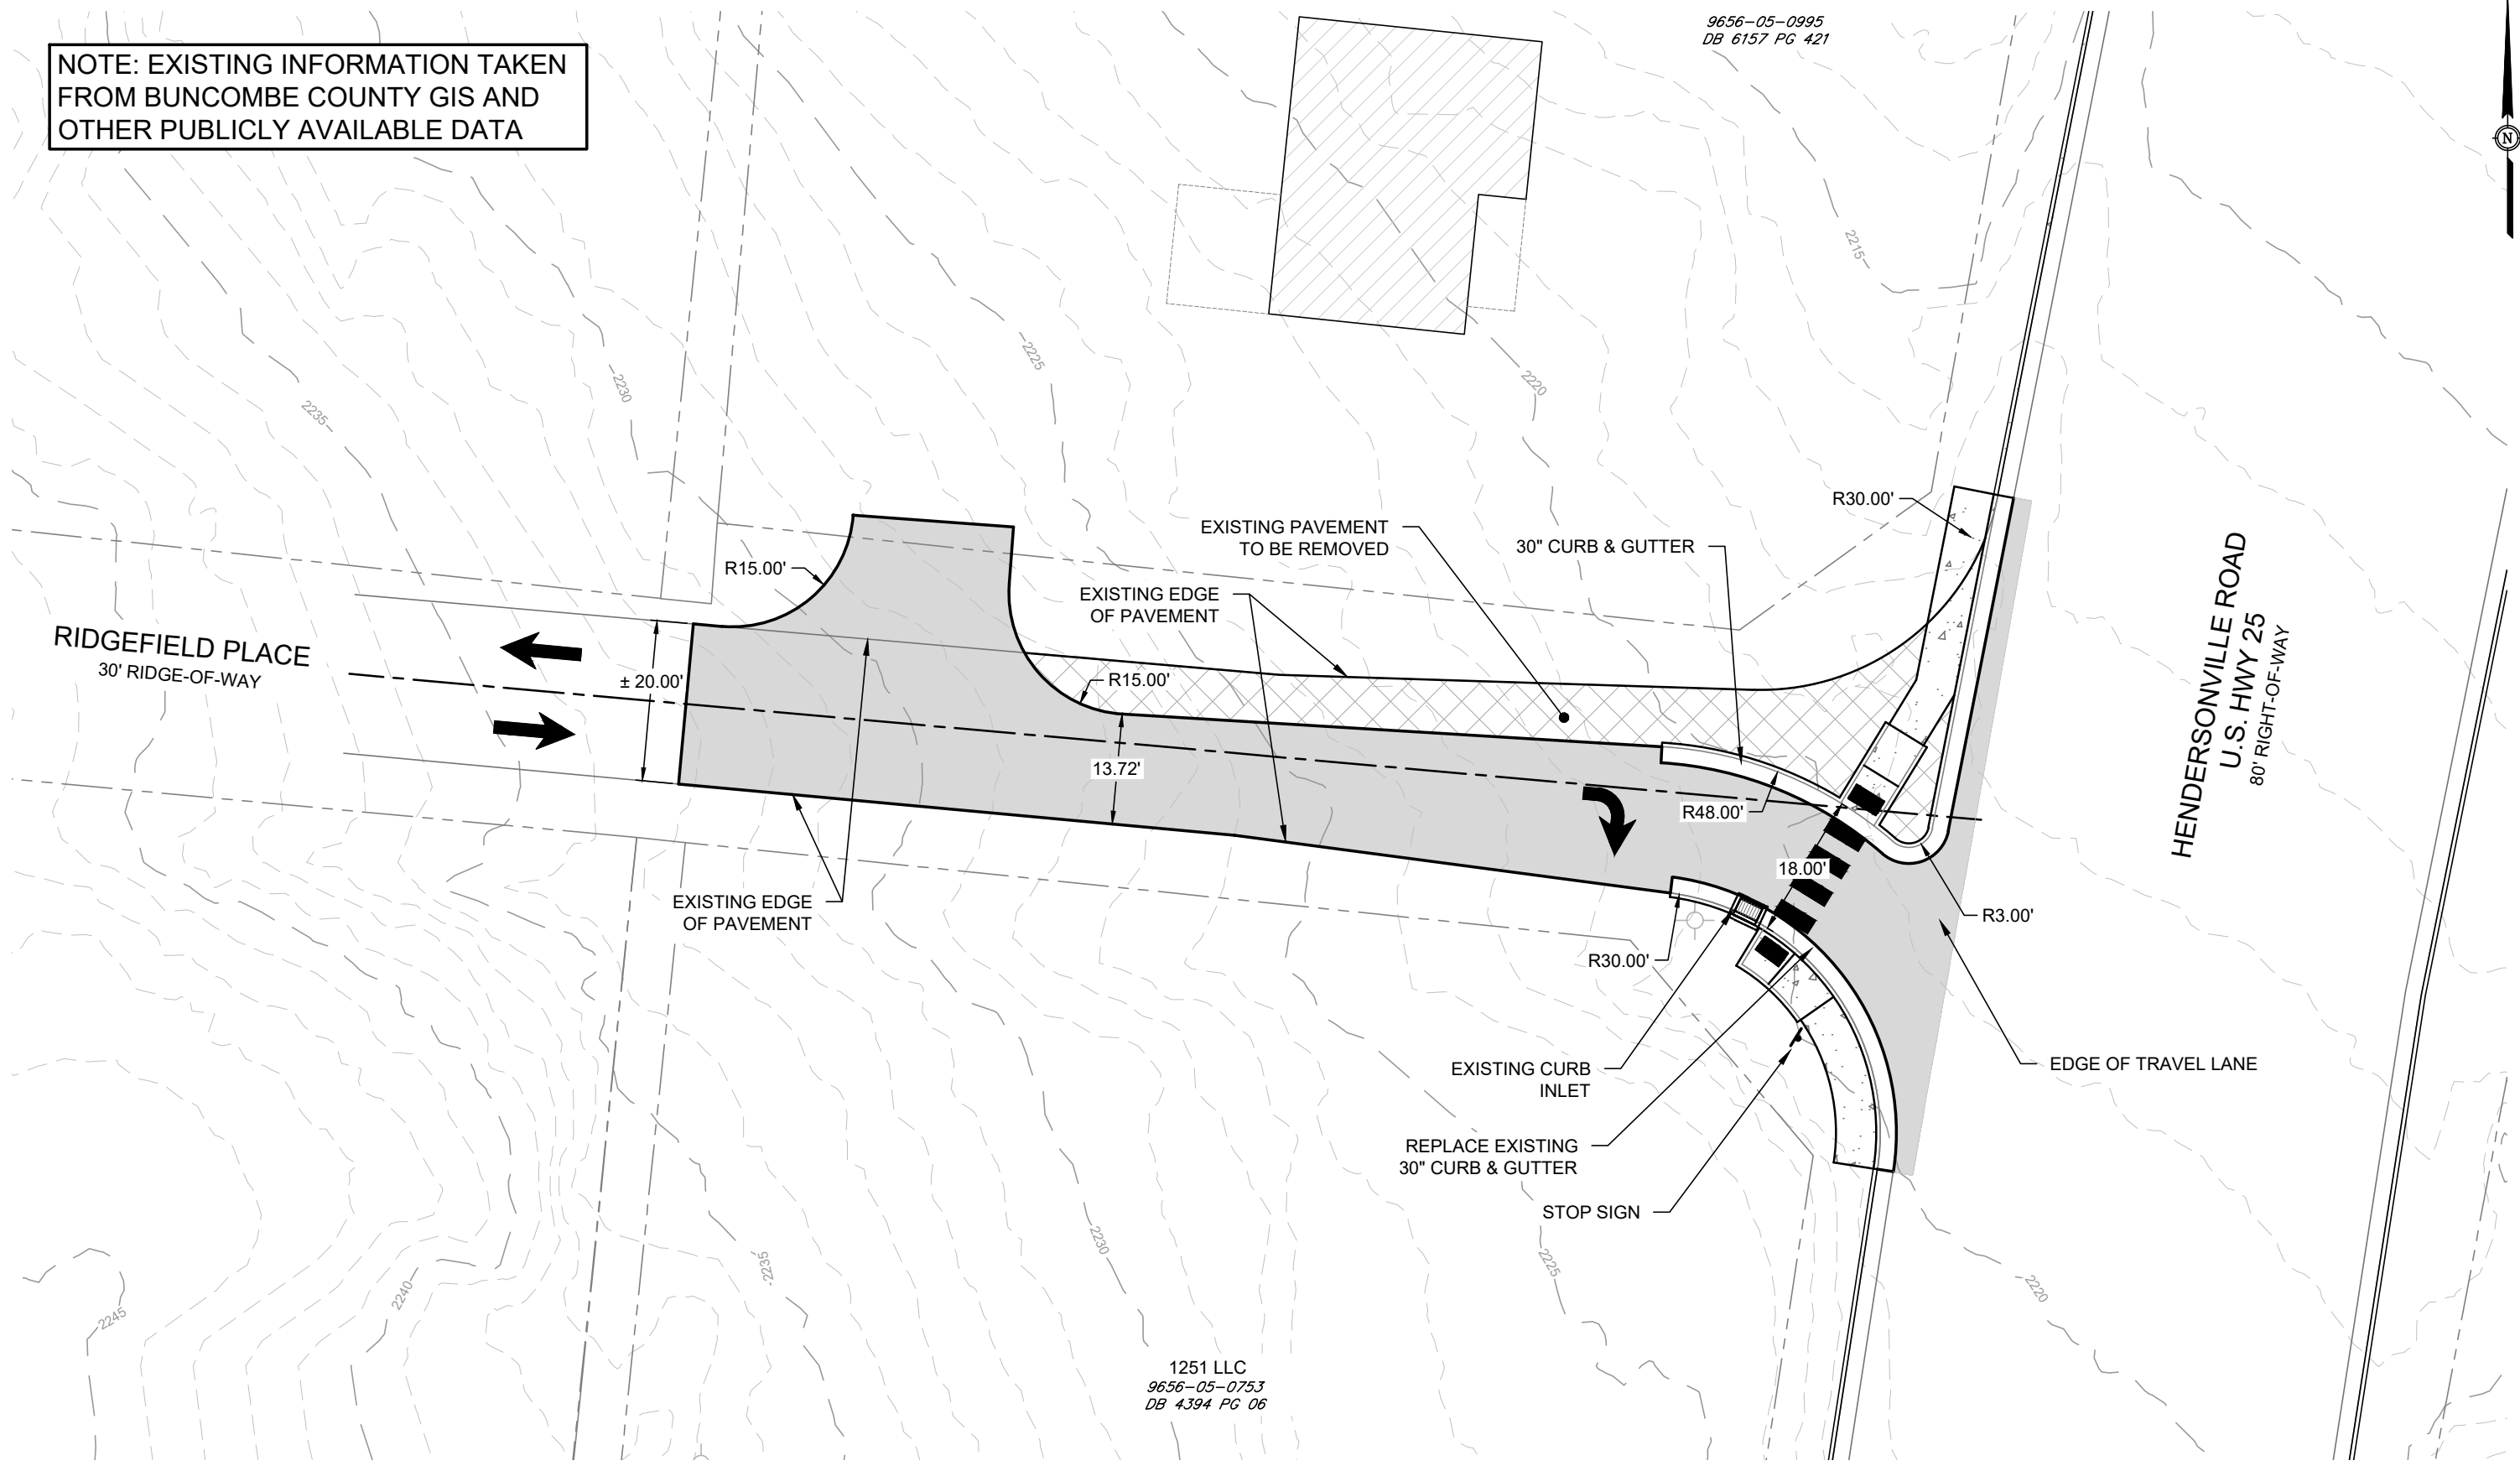 NOTE: EXISTING INFORMATION TAKEN
FROM BUNCOMBE COUNTY GIS AND
OTHER PUBLICLY AVAILABLE DATA
9656-05-0995
DB 6157 PG 421
N
2215
2225
2220
2230
2235
R30.00'
EXISTING PAVEMENT
TO BE REMOVED
30" CURB & GUTTER
R15.00'
EXISTING EDGE
OF PAVEMENT
RIDGEFIELD PLACE
30' RIDGE-OF-WAY
± 20.00'
R15.00'
13.72'
R48.00'
18.00'
HENDERSONVILLE ROAD
U.S. HWY 25
80' RIGHT-OF-WAY
EXISTING EDGE
OF PAVEMENT
R3.00'
R30.00'
EXISTING CURB
INLET
EDGE OF TRAVEL LANE
REPLACE EXISTING
30" CURB & GUTTER
STOP SIGN
2230
2235
2225
2220
2240
2245
1251 LLC
9656-05-0753
DB 4394 PG 06